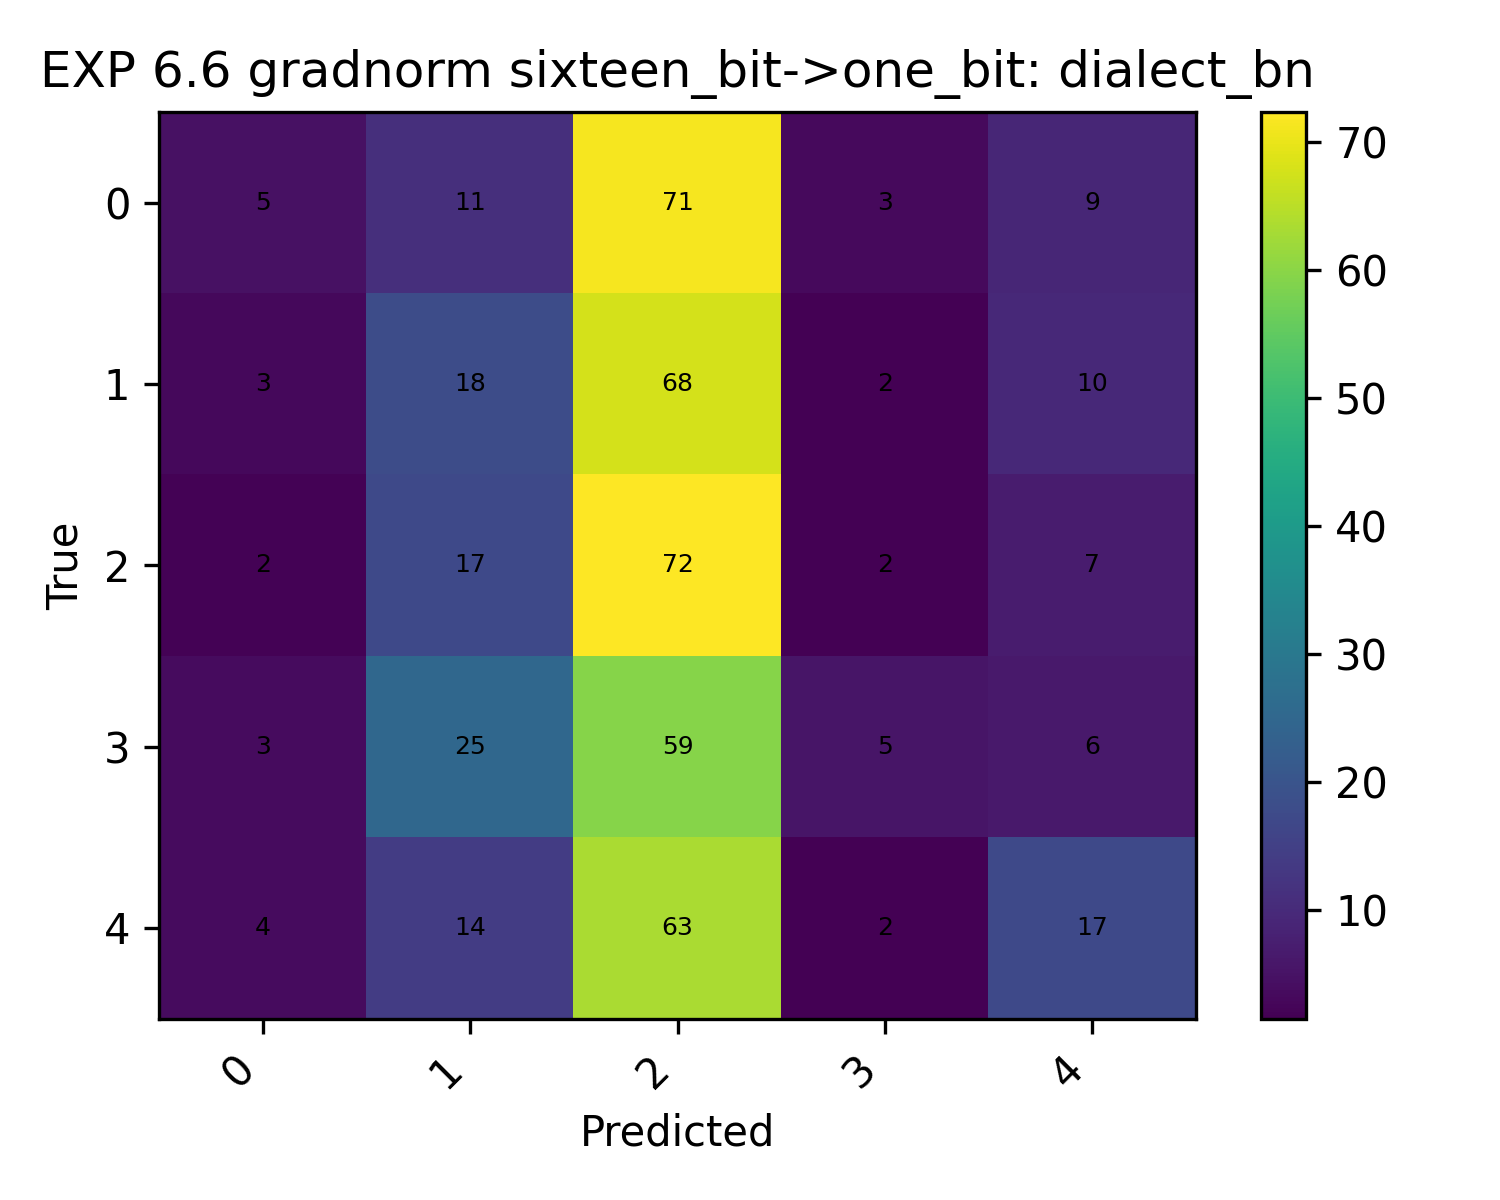 EXP 6.6 gradnorm sixteen_bit->one_bit: dialect_bn
True
0 5 11 71 3 9
1 3 18 68 2 10
2 2 17 72 2 7
3 3 25 59 5 6
4 4 14 63 2 17
0 1 2 3 4
Predicted
70
60
50
40
30
20
10